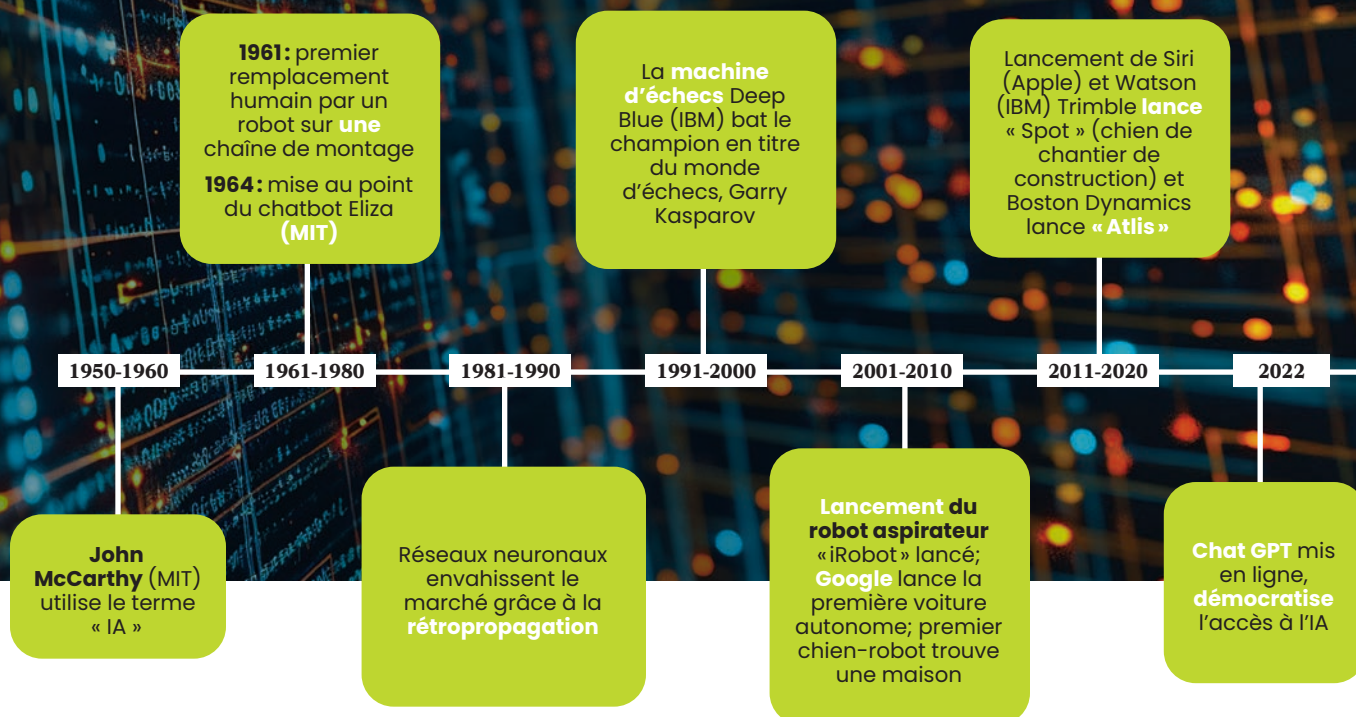 1961: premier
remplacement
humain par un
robot sur une
chaîne de montage
1964: mise au point
du chatbot Eliza
(MIT)
La machine
d’échecs Deep
Blue (IBM) bat le
champion en titre
du monde
d’échecs, Garry
Kasparov
Lancement de Siri
(Apple) et Watson
(IBM) Trimble lance
« Spot » (chien de
chantier de
construction) et
Boston Dynamics
lance « Atlis »
1950-1960
1961-1980
1981-1990
1991-2000
2001-2010
2011-2020
2022
John
McCarthy (MIT)
utilise le terme
« IA »
Réseaux neuronaux
envahissent le
marché grâce à la
rétropropagation
Lancement du
robot aspirateur
«iRobot» lancé;
Google lance la
première voiture
autonome; premier
chien-robot trouve
une maison
Chat GPT mis
en ligne,
démocratise
l’accès à l’IA